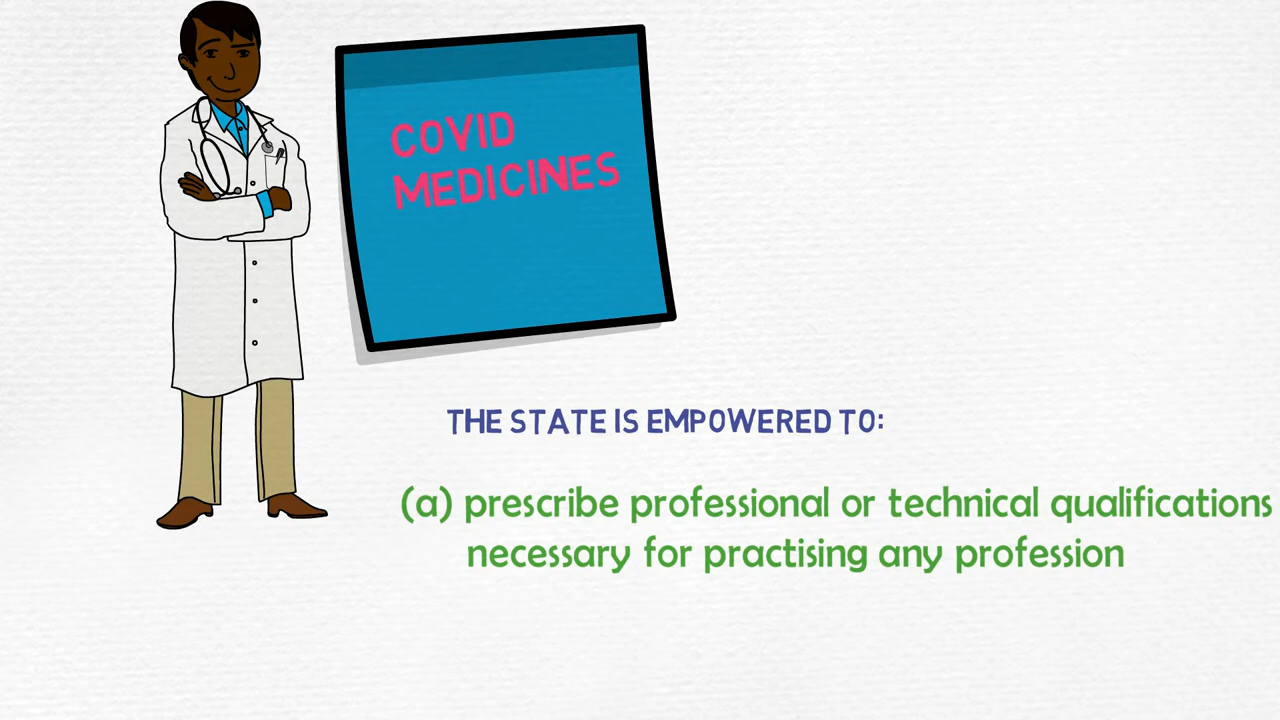 COVID
MEDICINES
THE STATE IS EMPOWERED TO:
(a) prescribe professional or technical qualifications
necessary for practising any profession